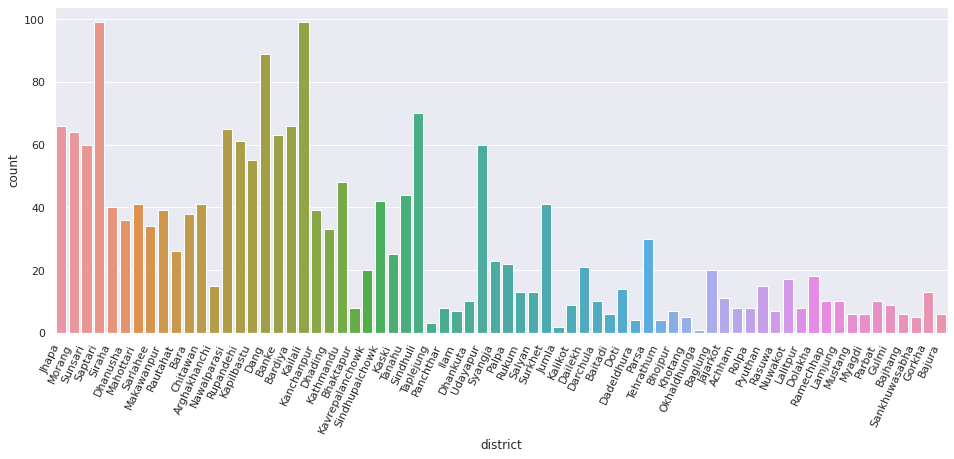 100
80
60
40
20
0
count
Jhapa
Morang
Sunsari
Saptari
Siraha
Dhanusha
Mahottari
Sarlahee
Makawanpur
Rautahat
Bara
Chitawan
Arghakhanchi
Nawalparasi
Rupandehi
Kapilbastu
Dang
Banke
Bardiya
Kailali
Kanchanpur
Dhading
Kathmandu
Bhaktapur
Kavrepalanchowk
Sindhupalchowk
Kaski
Tanahu
Sindhuli
Taplejung
Panchthar
Ilam
Dhankuta
Udayapur
Syangja
Palpa
Rukum
Salyan
Surkhet
Jumla
Kalikot
Dailekh
Darchula
Baitadi
Doti
Dadeldhura
Parsa
Tehrathum
Bhojpur
Khotang
Okhaldhunga
Baglung
Jajarkot
Achham
Rolpa
Pyuthan
Rasuwa
Nuwakot
Lalitpur
Dolakha
Ramechhap
Lamjung
Mustang
Myagdi
Parbat
Gulmi
Bajhang
Sankhuwasabha
Gorkha
Bajura
district